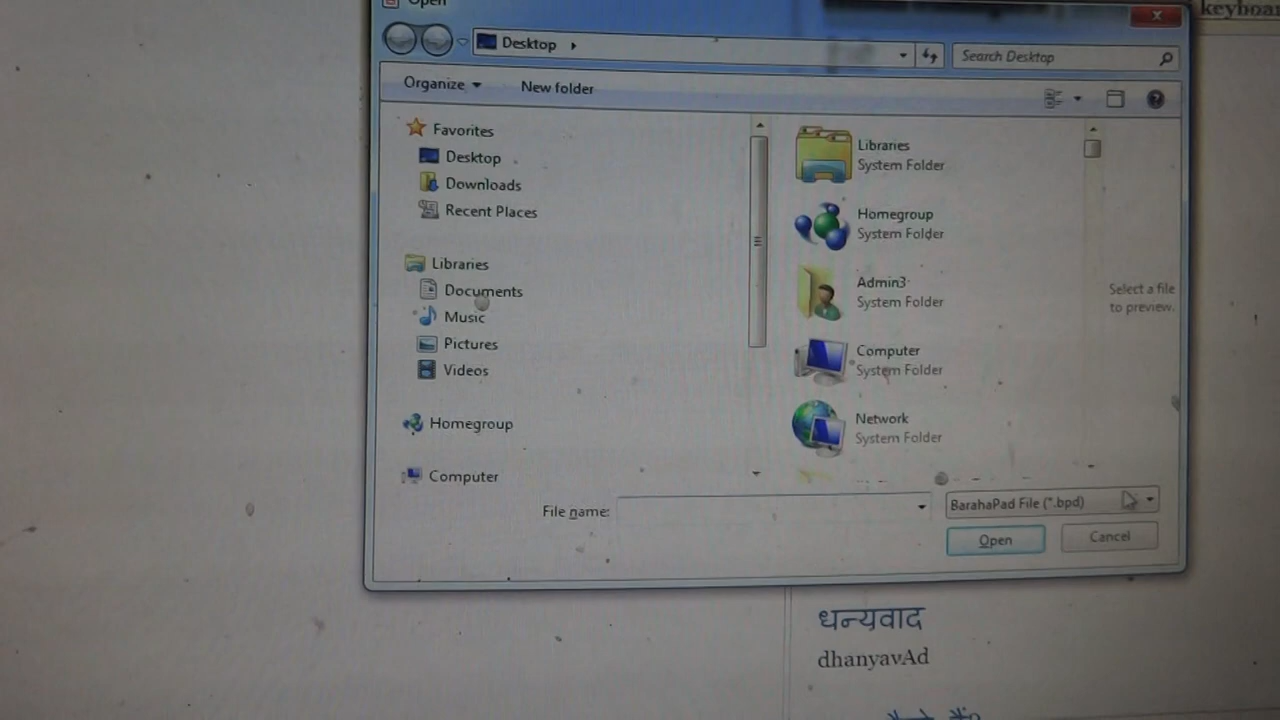 Open
keyboar
Desktop
Search Desktop
Organize
New folder
Favorites
Desktop
Downloads
Recent Places
Libraries
Documents
Music
Pictures
Videos
Homegroup
Computer
Libraries
System Folder
Homegroup
System Folder
Admin3
System Folder
Computer
System Folder
Network
System Folder
Select a file
to preview.
File name:
BarahaPad File (*.bpd)
Open
Cancel
धन्यवाद
dhanyavAd